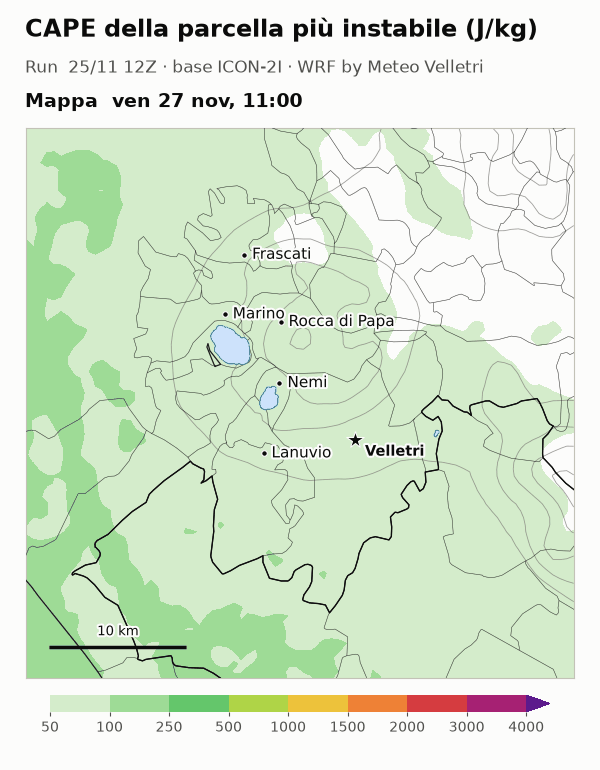 CAPE della parcella più instabile (J/kg)
Run  25/11 12Z · base ICON-2I · WRF by Meteo Velletri
Mappa  ven 27 nov, 11:00
Frascati
Marino
Rocca di Papa
Nemi
Velletri
Lanuvio
10 km
50 100 250 500 1000 1500 2000 3000 4000